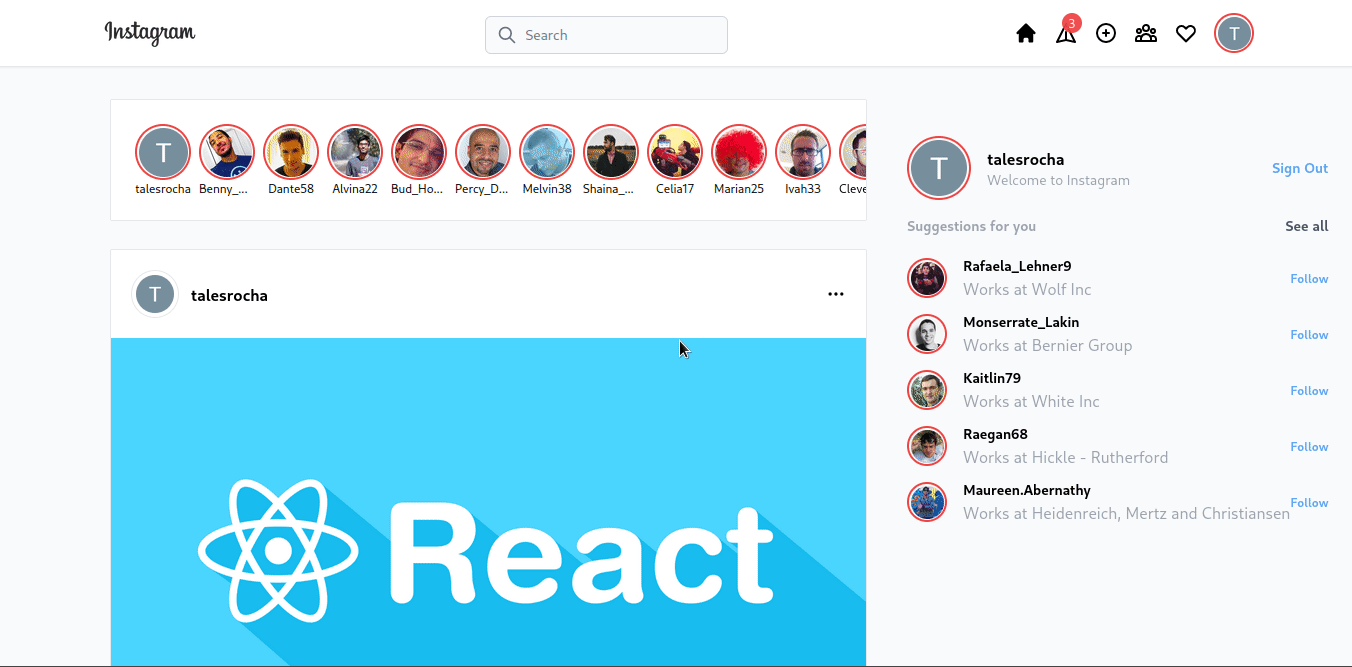 Instagram
Search
3
T
T
talesrocha
Benny_...
Dante58
Alvina22
Bud_Ho...
Percy_D...
Melvin38
Shaina_...
Celia17
Marian25
Ivah33
Cleve
T
talesrocha
React
T
talesrocha
Welcome to Instagram
Sign Out
Suggestions for you
See all
Rafaela_Lehner9
Works at Wolf Inc
Follow
Monserrate_Lakin
Works at Bernier Group
Follow
Kaitlin79
Works at White Inc
Follow
Raegan68
Works at Hickle - Rutherford
Follow
Maureen.Abernathy
Works at Heidenreich, Mertz and Christiansen
Follow